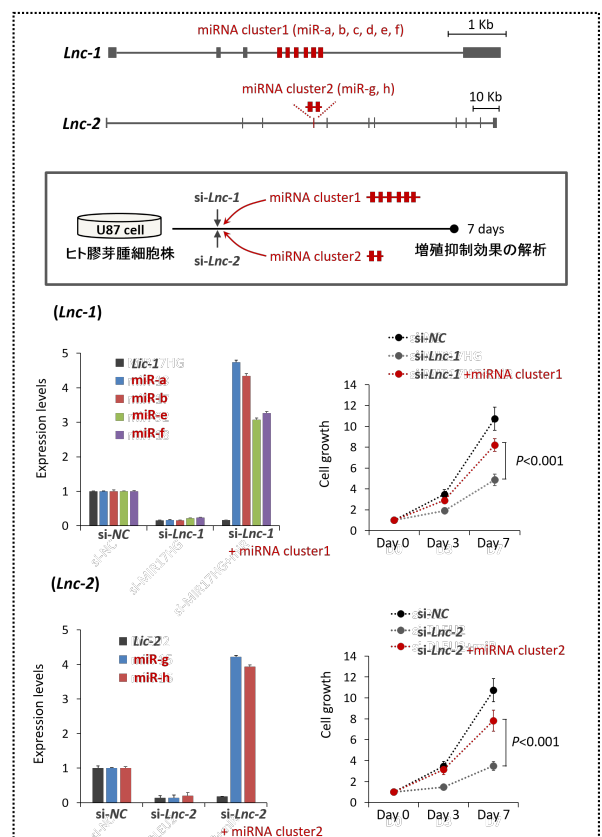 miRNA cluster1 (miR-a, b, c, d, e, f)
1 Kb
Lnc-1
miRNA cluster2 (miR-g, h)
10 Kb
Lnc-2
si-Lnc-1
miRNA cluster1
U87 cell
7 days
ヒト膠芽腫細胞株
miRNA cluster2
増殖抑制効果の解析
si-Lnc-2
(Lnc-1)
Expression levels
5
4
3
2
1
0
Lic-1
miR-a
miR-b
miR-e
miR-f
si-NC
si-Lnc-1
si-Lnc-1
+ miRNA cluster1
si-NC
si-MIR17HG
si-NC
si-Lnc-1
si-Lnc-1 +miRNA cluster1
Cell growth
14
12
10
8
6
4
2
0
P<0.001
Day 0
Day 3
Day 7
(Lnc-2)
Expression levels
5
4
3
2
1
0
Lic-2
miR-g
miR-h
si-NC
si-Lnc-2
si-Lnc-2
+ miRNA cluster2
si-NC
si-Lnc-2
si-Lnc-2 +miRNA cluster2
Cell growth
14
12
10
8
6
4
2
0
P<0.001
Day 0
Day 3
Day 7